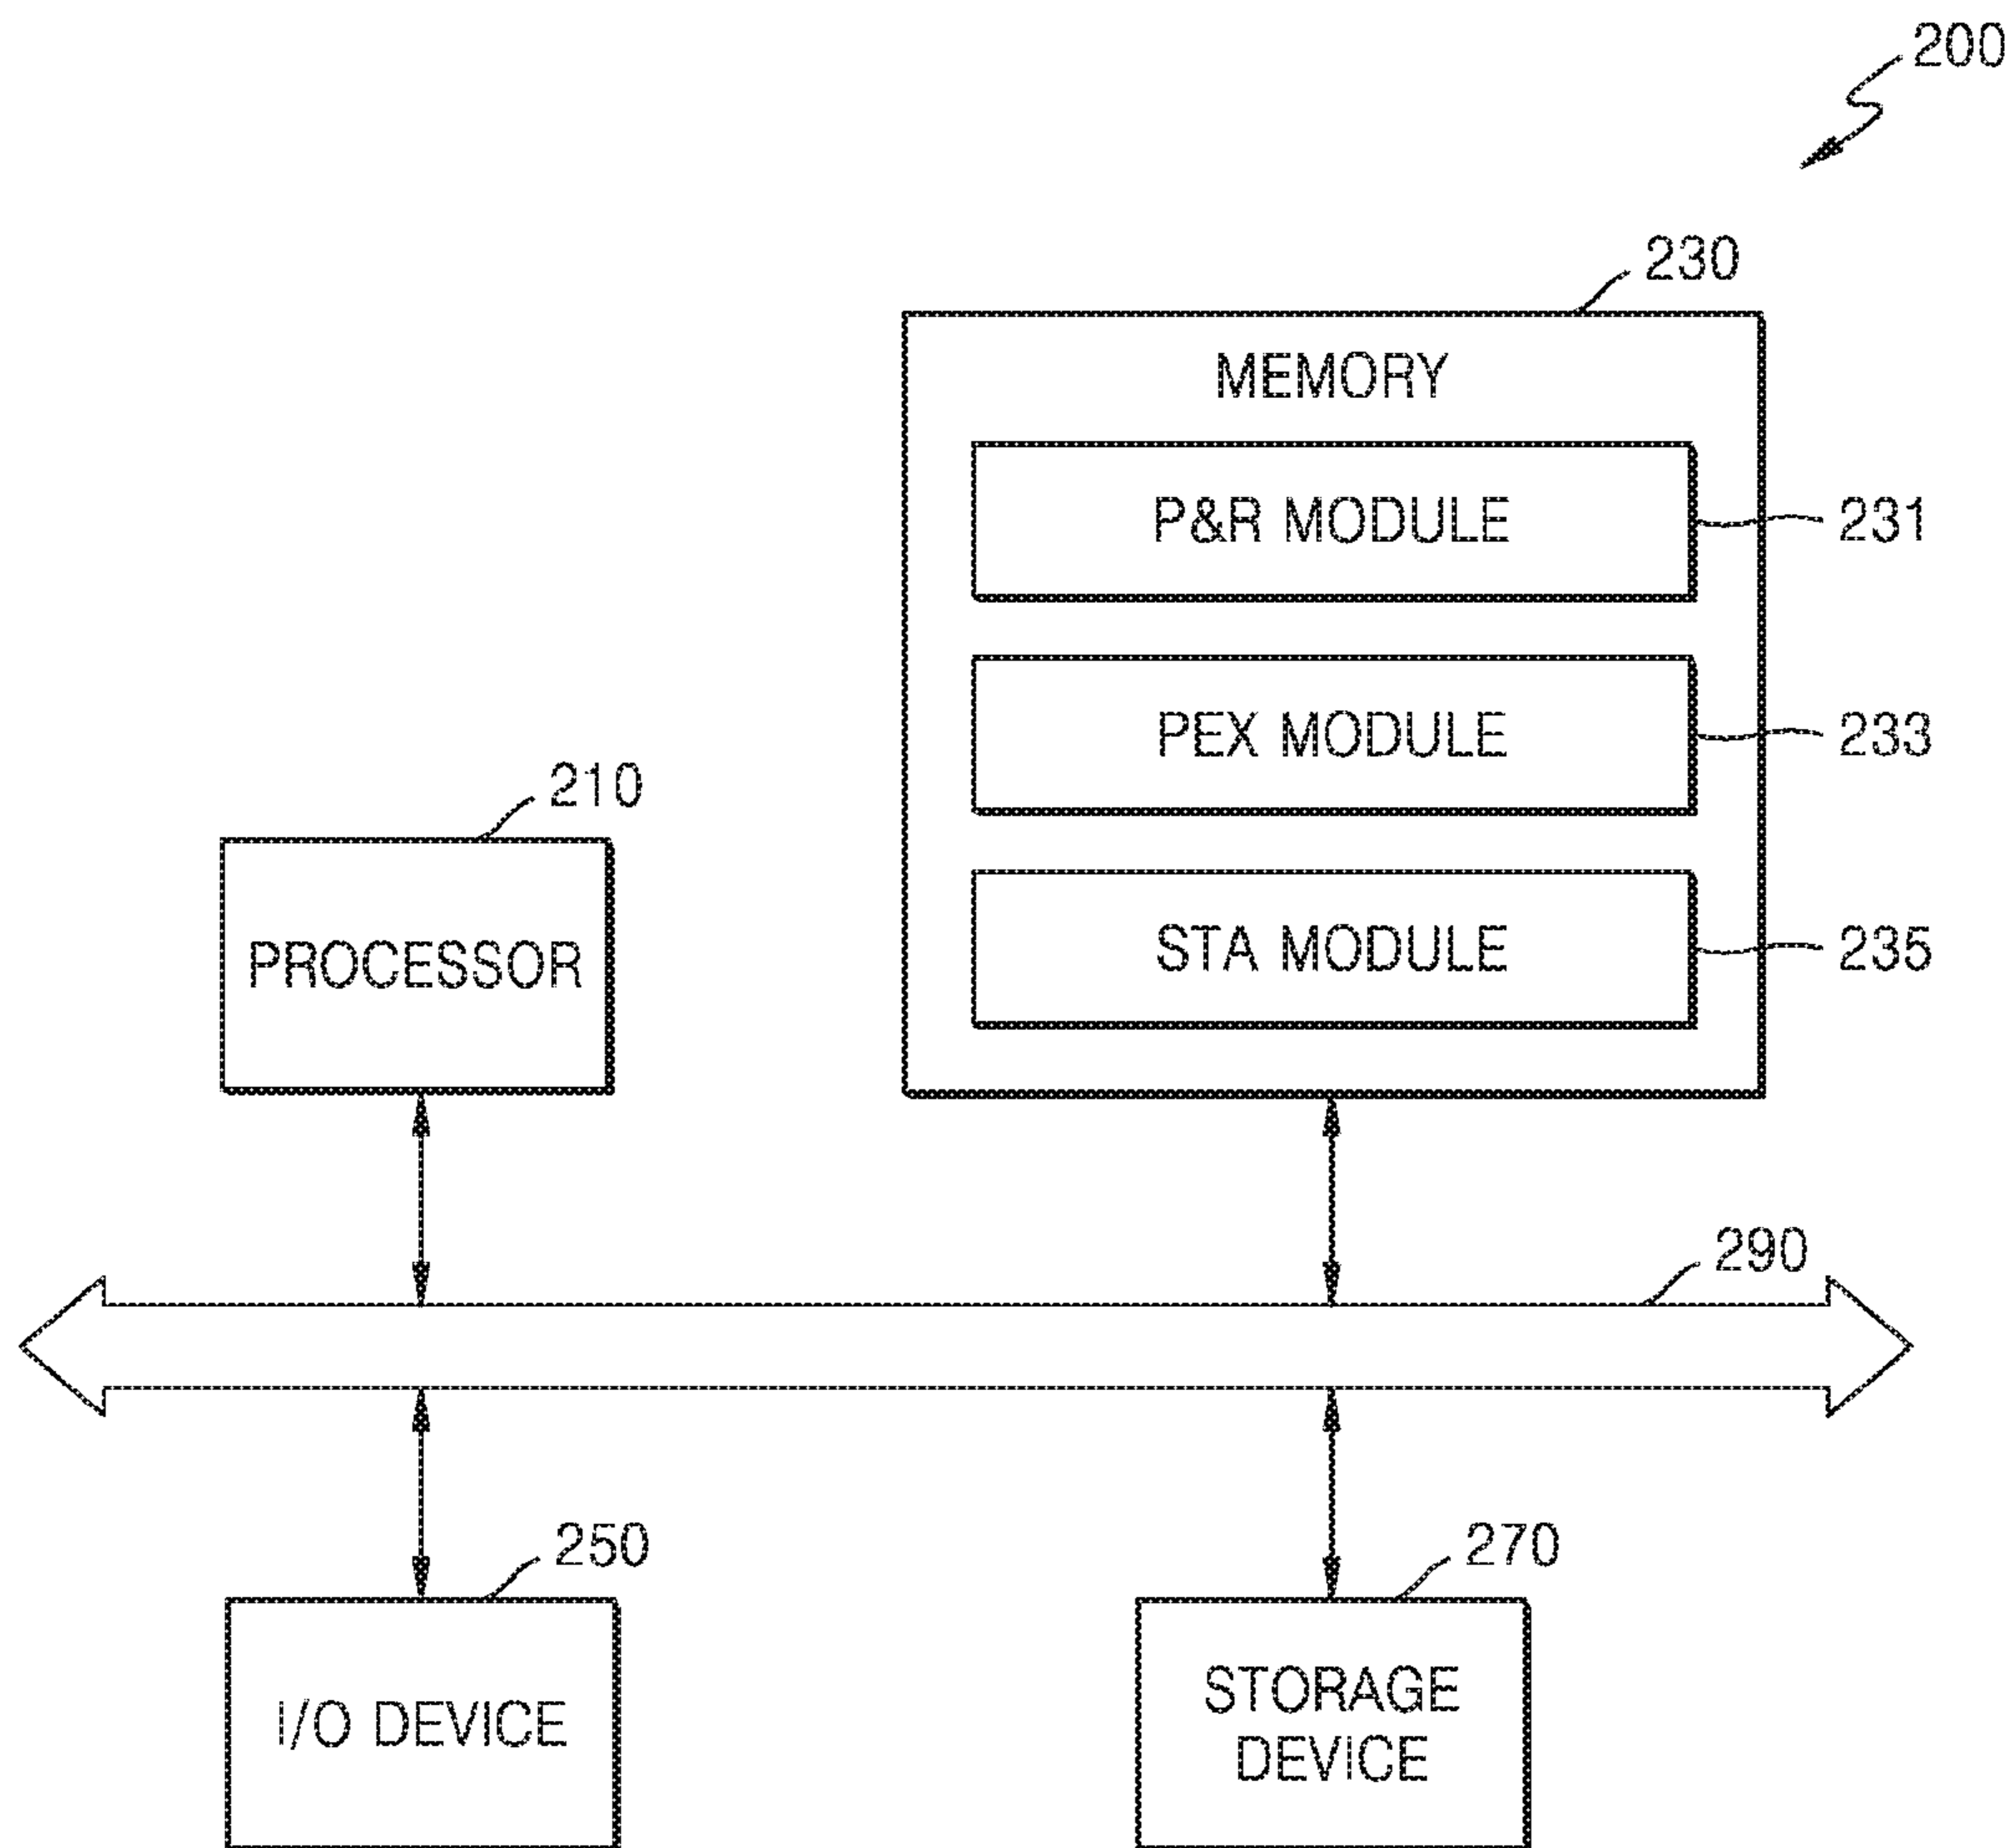 200
230
MEMORY
P&R MODULE
231
PEX MODULE
233
210
STA MODULE
235
PROCESSOR
290
250
270
I/O DEVICE
STORAGE
DEVICE